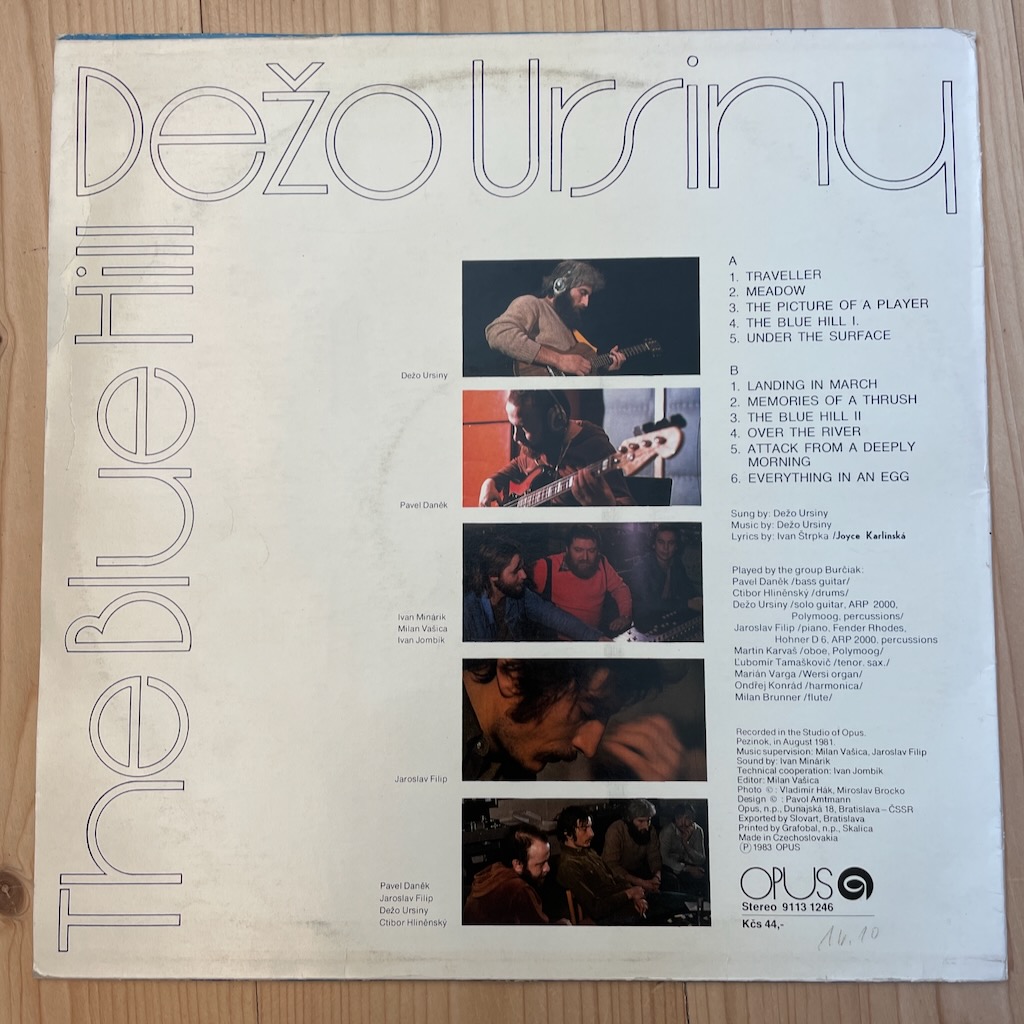 Dežo Ursiny
The Blue Hill
Dežo Ursiny
Pavel Daněk
Ivan Minárik
Milan Vašica
Ivan Jombík
Jaroslav Filip
Pavel Daněk
Jaroslav Filip
Dežo Ursiny
Ctibor Hliněnský
A
1. TRAVELLER
2. MEADOW
3. THE PICTURE OF A PLAYER
4. THE BLUE HILL I.
5. UNDER THE SURFACE
B
1. LANDING IN MARCH
2. MEMORIES OF A THRUSH
3. THE BLUE HILL II
4. OVER THE RIVER
5. ATTACK FROM A DEEPLY
MORNING
6. EVERYTHING IN AN EGG
Sung by: Dežo Ursiny
Music by: Dežo Ursiny
Lyrics by: Ivan Štrpka /Joyce Karlinská
Played by the group Burčiak:
Pavel Daněk /bass guitar/
Ctibor Hliněnský /drums/
Dežo Ursiny /solo guitar, ARP 2000,
Polymoog, percussions/
Jaroslav Filip /piano, Fender Rhodes,
Hohner D 6, ARP 2000, percussions
Martin Karvaš /oboe, Polymoog/
Ľubomír Tamaškovič /tenor. sax./
Marián Varga /Wersi organ/
Ondřej Konrád /harmonica/
Milan Brunner /flute/
Recorded in the Studio of Opus.
Pezinok, in August 1981.
Music supervision: Milan Vašica, Jaroslav Filip
Sound by: Ivan Minárik
Technical cooperation: Ivan Jombík
Editor: Milan Vašica
Photo © : Vladimír Hák, Miroslav Brocko
Design © : Pavol Amtmann
Opus, n.p., Dunajská 18, Bratislava – ČSSR
Exported by Slovart, Bratislava
Printed by Grafobal, n.p., Skalica
Made in Czechoslovakia
Ⓟ 1983 OPUS
OPUS
Stereo 9113 1246
Kčs 44,-
14.10